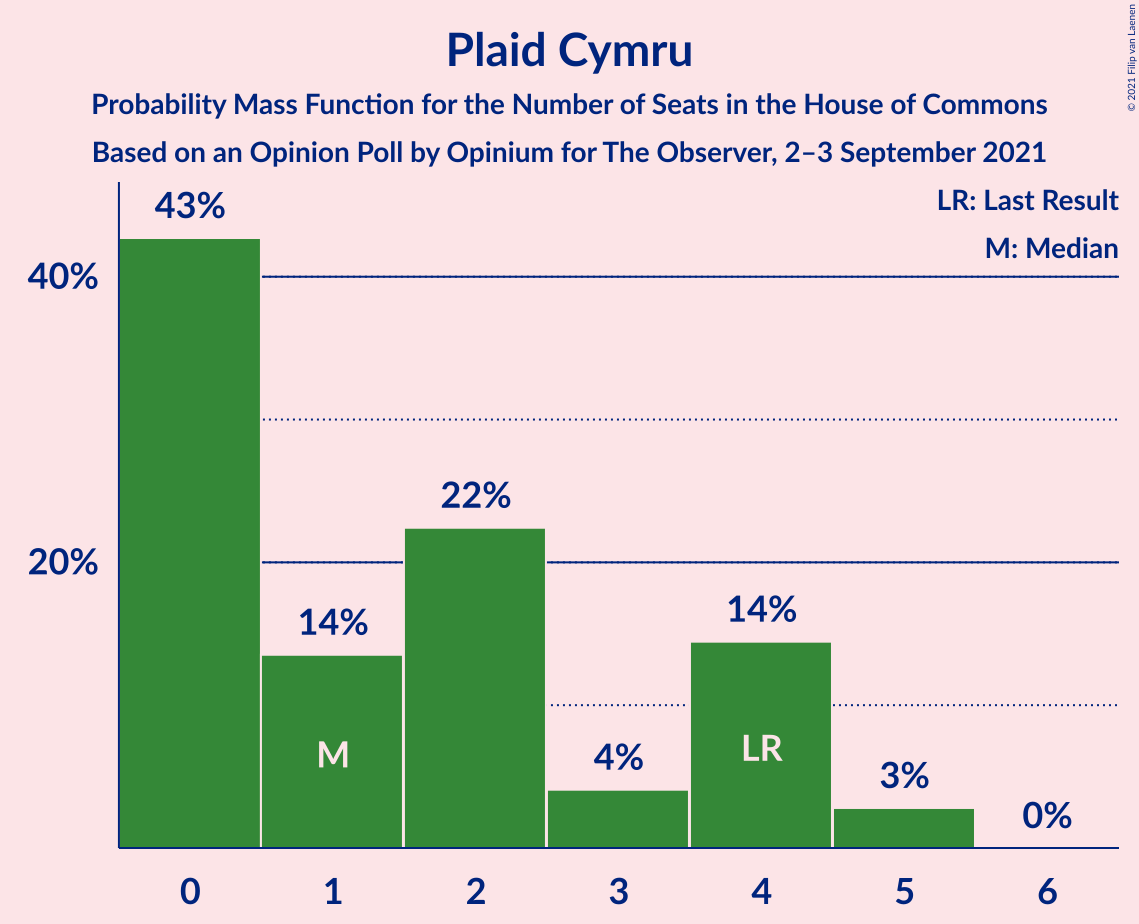 Plaid Cymru
Probability Mass Function for the Number of Seats in the House of Commons
Based on an Opinion Poll by Opinium for The Observer, 2–3 September 2021
© 2021 Filip van Laenen
LR: Last Result
M: Median
43%
40%
22%
20%
14%
14%
M
LR
4%
3%
0%
0 1 2 3 4 5 6